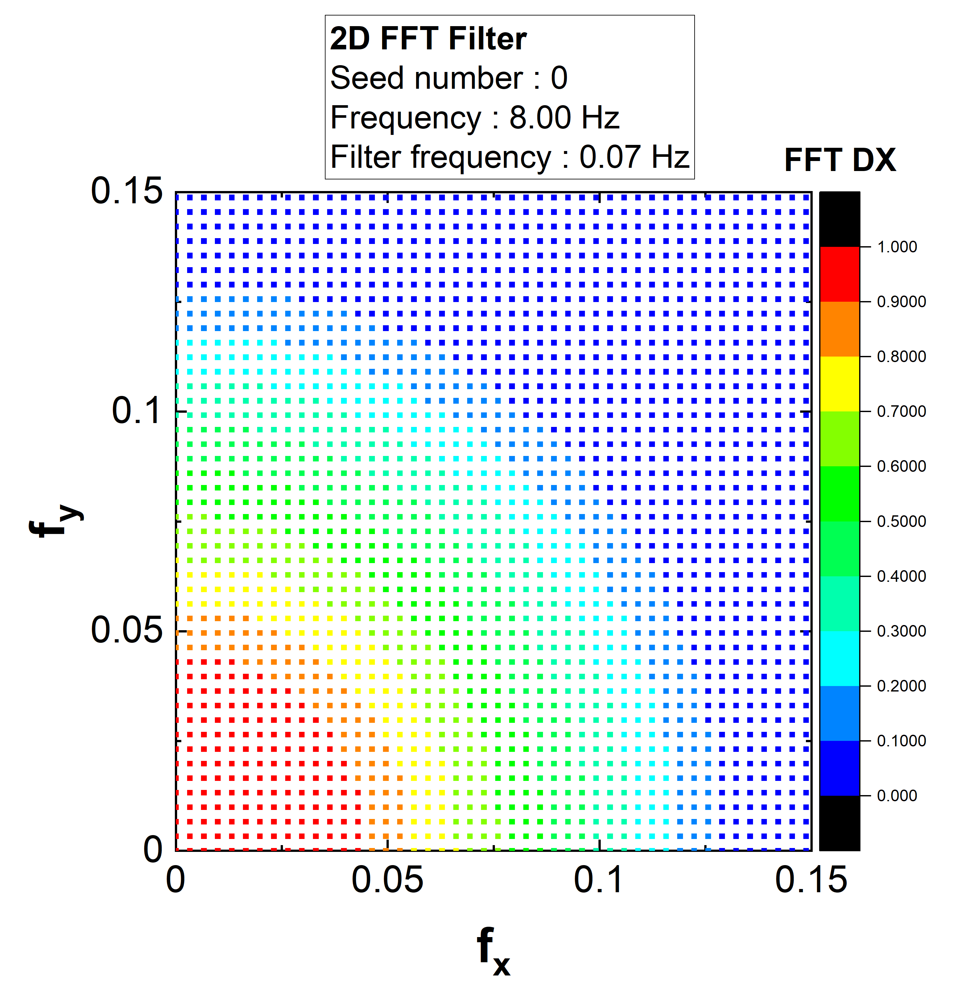 2D FFT Filter
Seed number : 0
Frequency : 8.00 Hz
Filter frequency : 0.07 Hz
FFT DX
0.15
0.1
0.05
0
fy
0
0.05
0.1
0.15
fx
1.000
0.9000
0.8000
0.7000
0.6000
0.5000
0.4000
0.3000
0.2000
0.1000
0.000